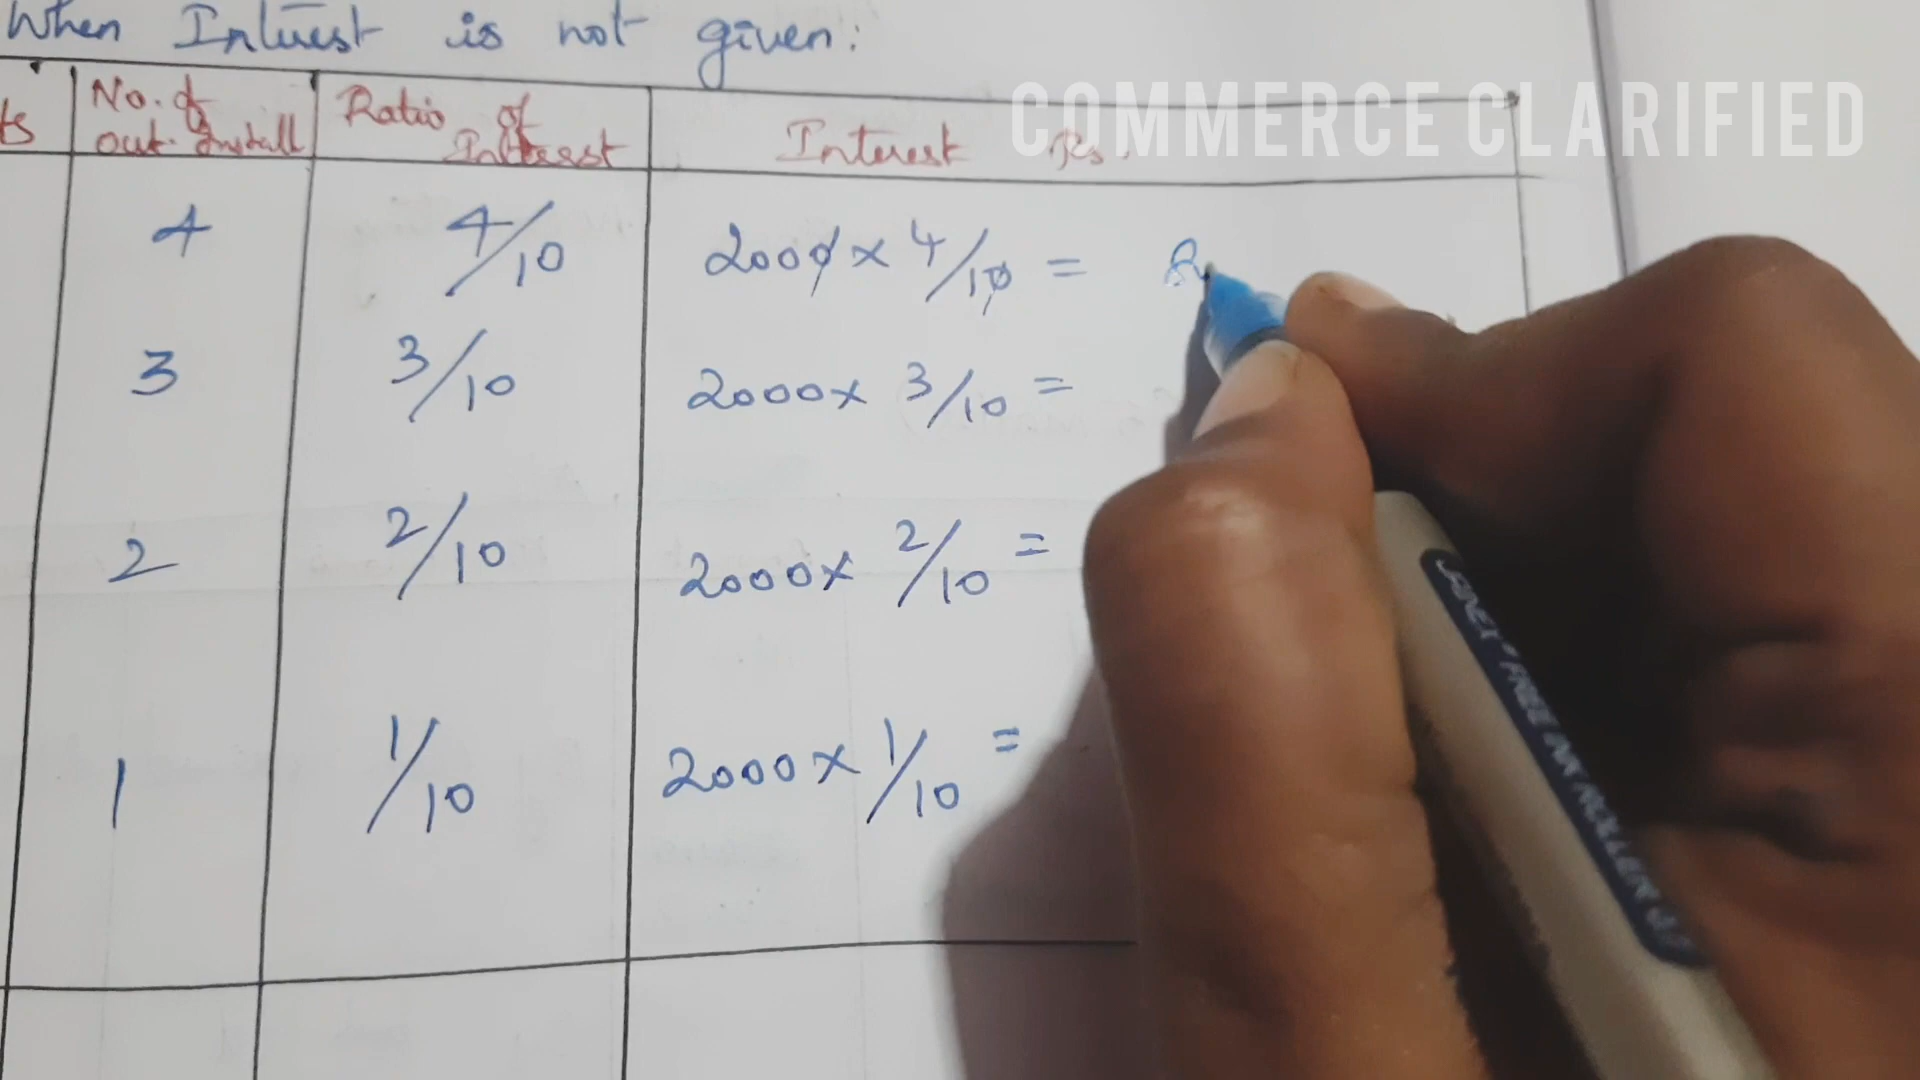 When Interest is not given:
COMMERCE CLARIFIED
ts No. of out. Install Ratio of Interest Interest Rs.
4 4/10 2000 x 4/10 = 8
3 3/10 2000 x 3/10 =
2 2/10 2000 x 2/10 =
1 1/10 2000 x 1/10 =